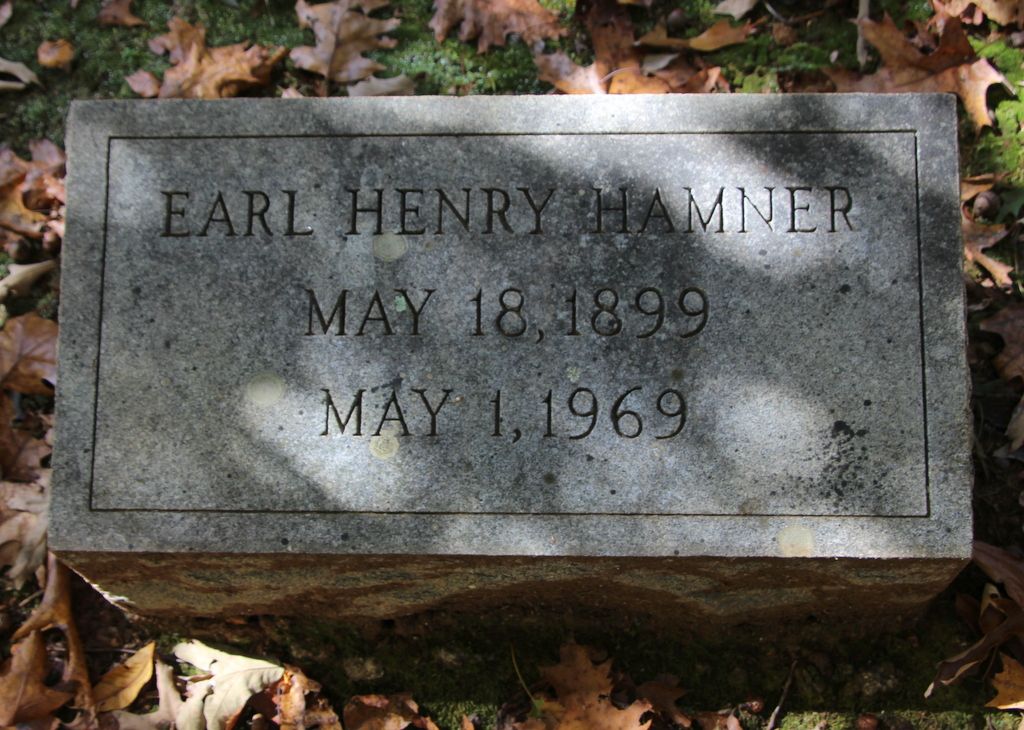 EARL HENRY HAMNER
MAY 18, 1899
MAY 1, 1969